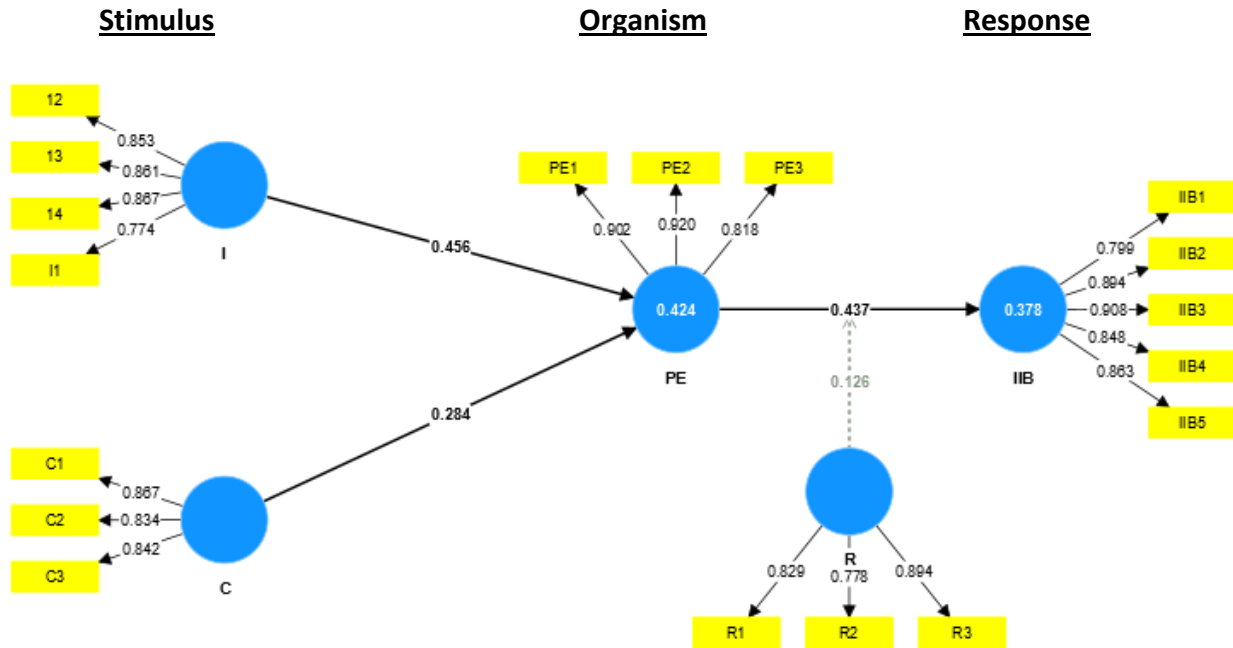 Stimulus
Organism
Response
12
13
14
I1
0.853
0.861
0.867
0.774
I
0.456
C1
C2
C3
0.867
0.834
0.842
C
0.284
PE1
PE2
PE3
0.902
0.920
0.818
0.424
PE
0.437
0.126
0.378
IIB
IIB1
IIB2
IIB3
IIB4
IIB5
0.799
0.894
0.908
0.848
0.863
R
0.829
0.778
0.894
R1
R2
R3